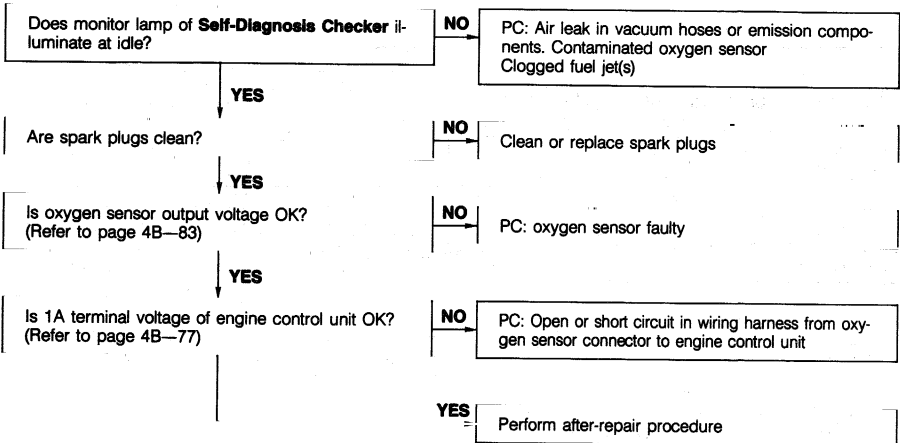 Does monitor lamp of Self-Diagnosis Checker il-
luminate at idle?
NO
PC: Air leak in vacuum hoses or emission compo-
nents. Contaminated oxygen sensor
Clogged fuel jet(s)
YES
Are spark plugs clean?
NO
Clean or replace spark plugs
YES
Is oxygen sensor output voltage OK?
(Refer to page 4B—83)
NO
PC: oxygen sensor faulty
YES
Is 1A terminal voltage of engine control unit OK?
(Refer to page 4B—77)
NO
PC: Open or short circuit in wiring harness from oxy-
gen sensor connector to engine control unit
YES
Perform after-repair procedure